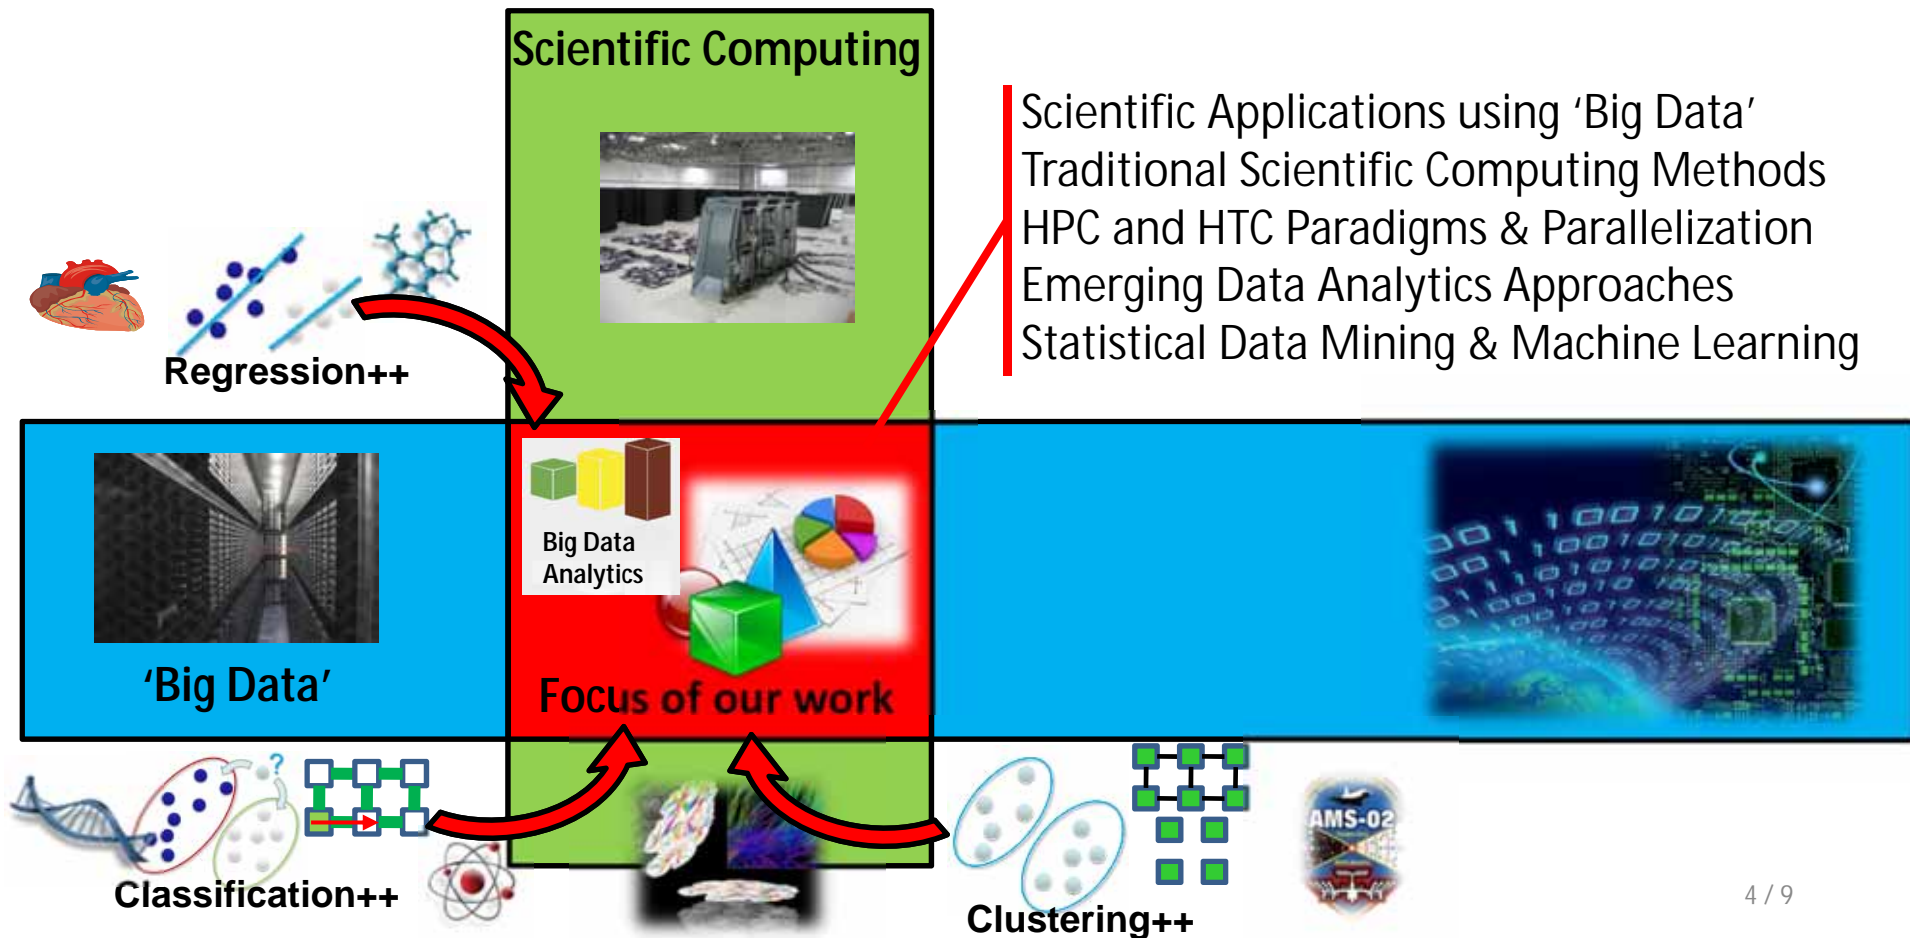 Scientific Computing
Scientific Applications using ‘Big Data’
Traditional Scientific Computing Methods
HPC and HTC Paradigms & Parallelization
Emerging Data Analytics Approaches
Statistical Data Mining & Machine Learning
Regression++
Big Data
Analytics
‘Big Data’
Focus of our work
?
AMS-02
Classification++
Clustering++
4 / 9